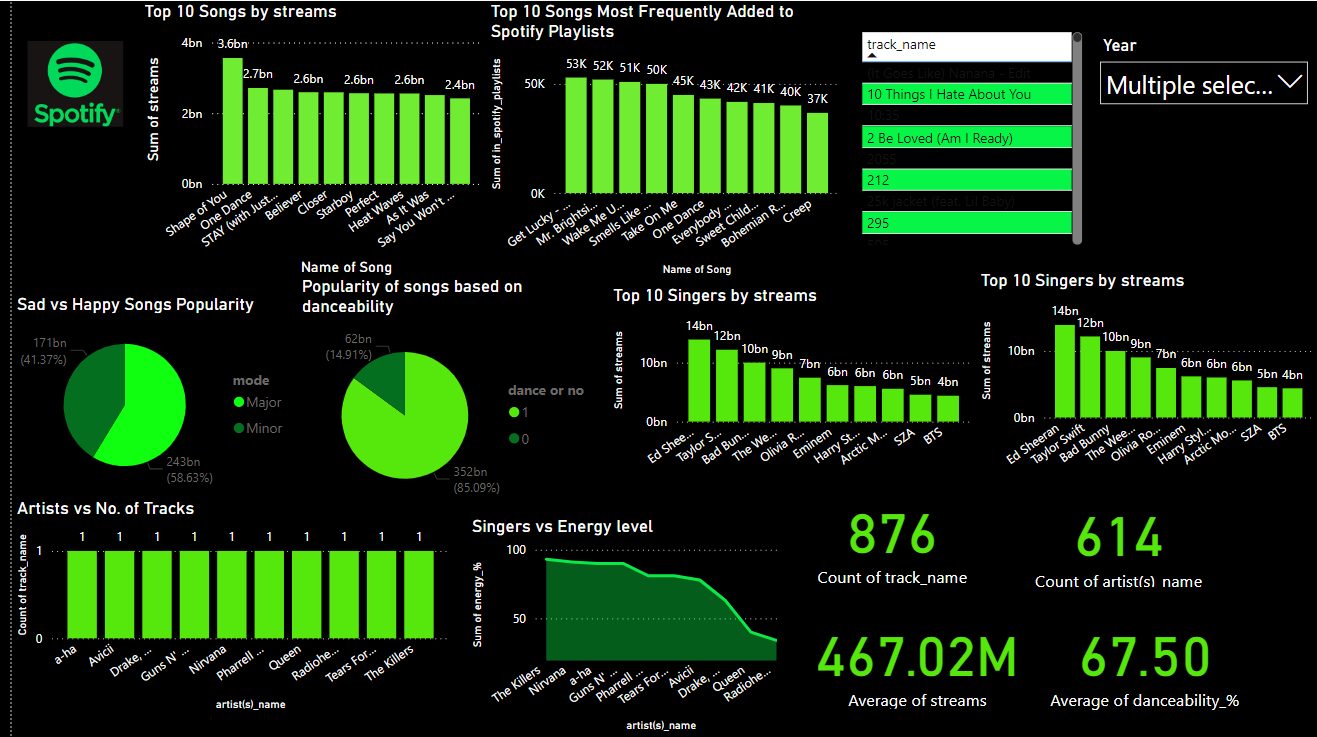 Spotify
Top 10 Songs by streams
Sum of streams
4bn
2bn
0bn
3.6bn
2.7bn
2.6bn
2.6bn
2.6bn
2.4bn
Shape of You
One Dance
STAY (with Just...
Believer
Closer
Starboy
Perfect
Heat Waves
As It Was
Say You Won't ...
Name of Song
Top 10 Songs Most Frequently Added to
Spotify Playlists
Sum of in_spotify_playlists
50K
0K
53K
52K
51K
50K
45K
43K
42K
41K
40K
37K
Get Lucky - ...
Mr. Brightsi...
Wake Me U...
Smells Like ...
Take On Me
One Dance
Everybody ...
Sweet Child...
Bohemian R...
Creep
Name of Song
track_name
(It Goes Like) Nanana - Edit
10 Things I Hate About You
10:35
2 Be Loved (Am I Ready)
2055
212
25k jacket (feat. Lil Baby)
295
505
Year
Multiple selec...
Sad vs Happy Songs Popularity
171bn
(41.37%)
243bn
(58.63%)
mode
Major
Minor
Popularity of songs based on
danceability
62bn
(14.91%)
352bn
(85.09%)
dance or no
1
0
Top 10 Singers by streams
Sum of streams
10bn
0bn
14bn
12bn
10bn
9bn
7bn
6bn
6bn
6bn
5bn
4bn
Ed Shee...
Taylor S...
Bad Bun...
The We...
Olivia R...
Eminem
Harry St...
Arctic M...
SZA
BTS
Top 10 Singers by streams
Sum of streams
10bn
0bn
14bn
12bn
10bn
9bn
7bn
6bn
6bn
6bn
5bn
4bn
Ed Sheeran
Taylor Swift
Bad Bunny
The Wee...
Olivia Ro...
Eminem
Harry Styl...
Arctic Mo...
SZA
BTS
Artists vs No. of Tracks
Count of track_name
1
0
1
1
1
1
1
1
1
1
1
1
a-ha
Avicii
Drake, ...
Guns N' ...
Nirvana
Pharrell ...
Queen
Radiohe...
Tears For...
The Killers
artist(s)_name
Singers vs Energy level
Sum of energy_%
100
50
The Killers
Nirvana
a-ha
Guns N' ...
Pharrell ...
Tears For...
Avicii
Drake, ...
Queen
Radiohe...
artist(s)_name
876
Count of track_name
614
Count of artist(s)_name
467.02M
Average of streams
67.50
Average of danceability_%